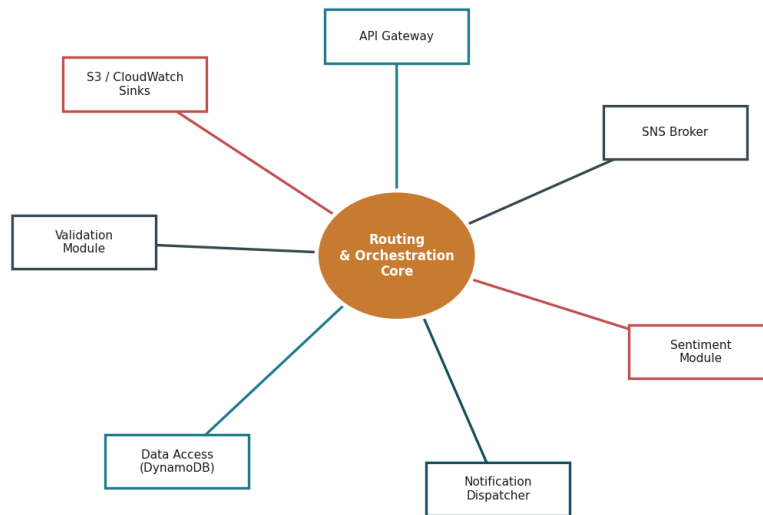 API Gateway
S3 / CloudWatch
Sinks
SNS Broker
Validation
Module
Routing
& Orchestration
Core
Sentiment
Module
Data Access
(DynamoDB)
Notification
Dispatcher